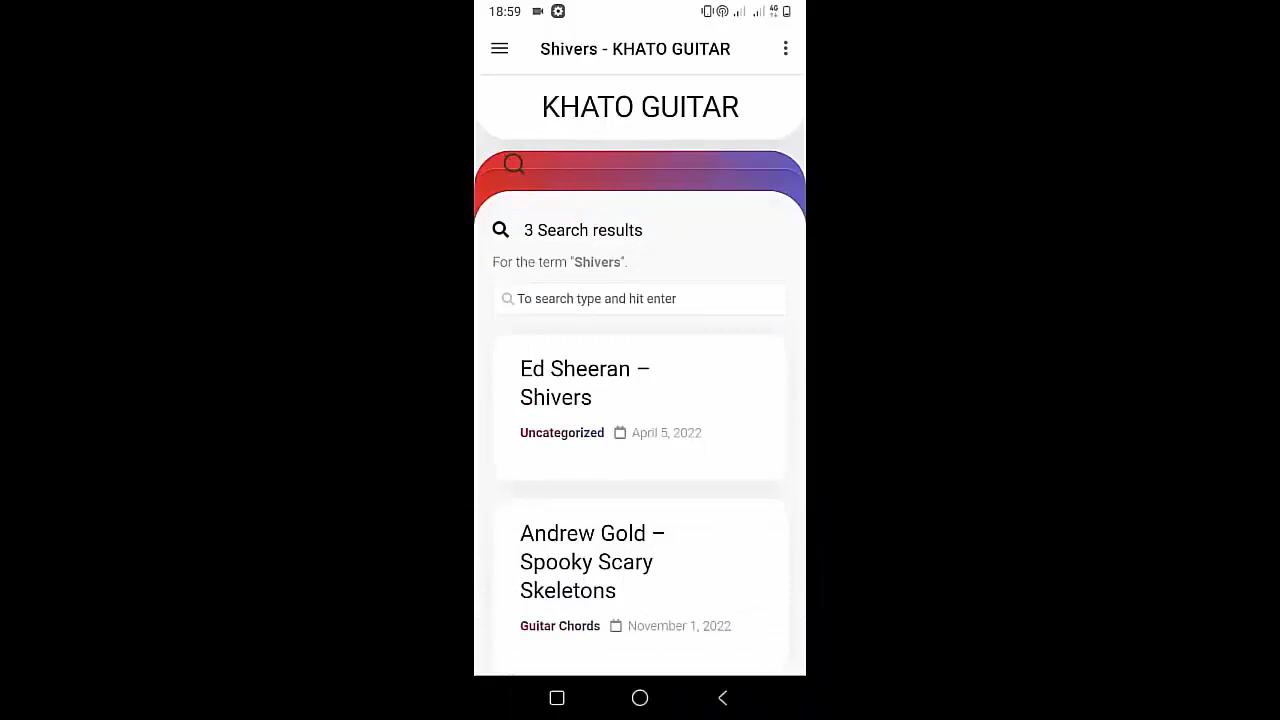 18:59
4G
Shivers - KHATO GUITAR
KHATO GUITAR
3 Search results
For the term "Shivers".
To search type and hit enter
Ed Sheeran –
Shivers
Uncategorized April 5, 2022
Andrew Gold –
Spooky Scary
Skeletons
Guitar Chords November 1, 2022